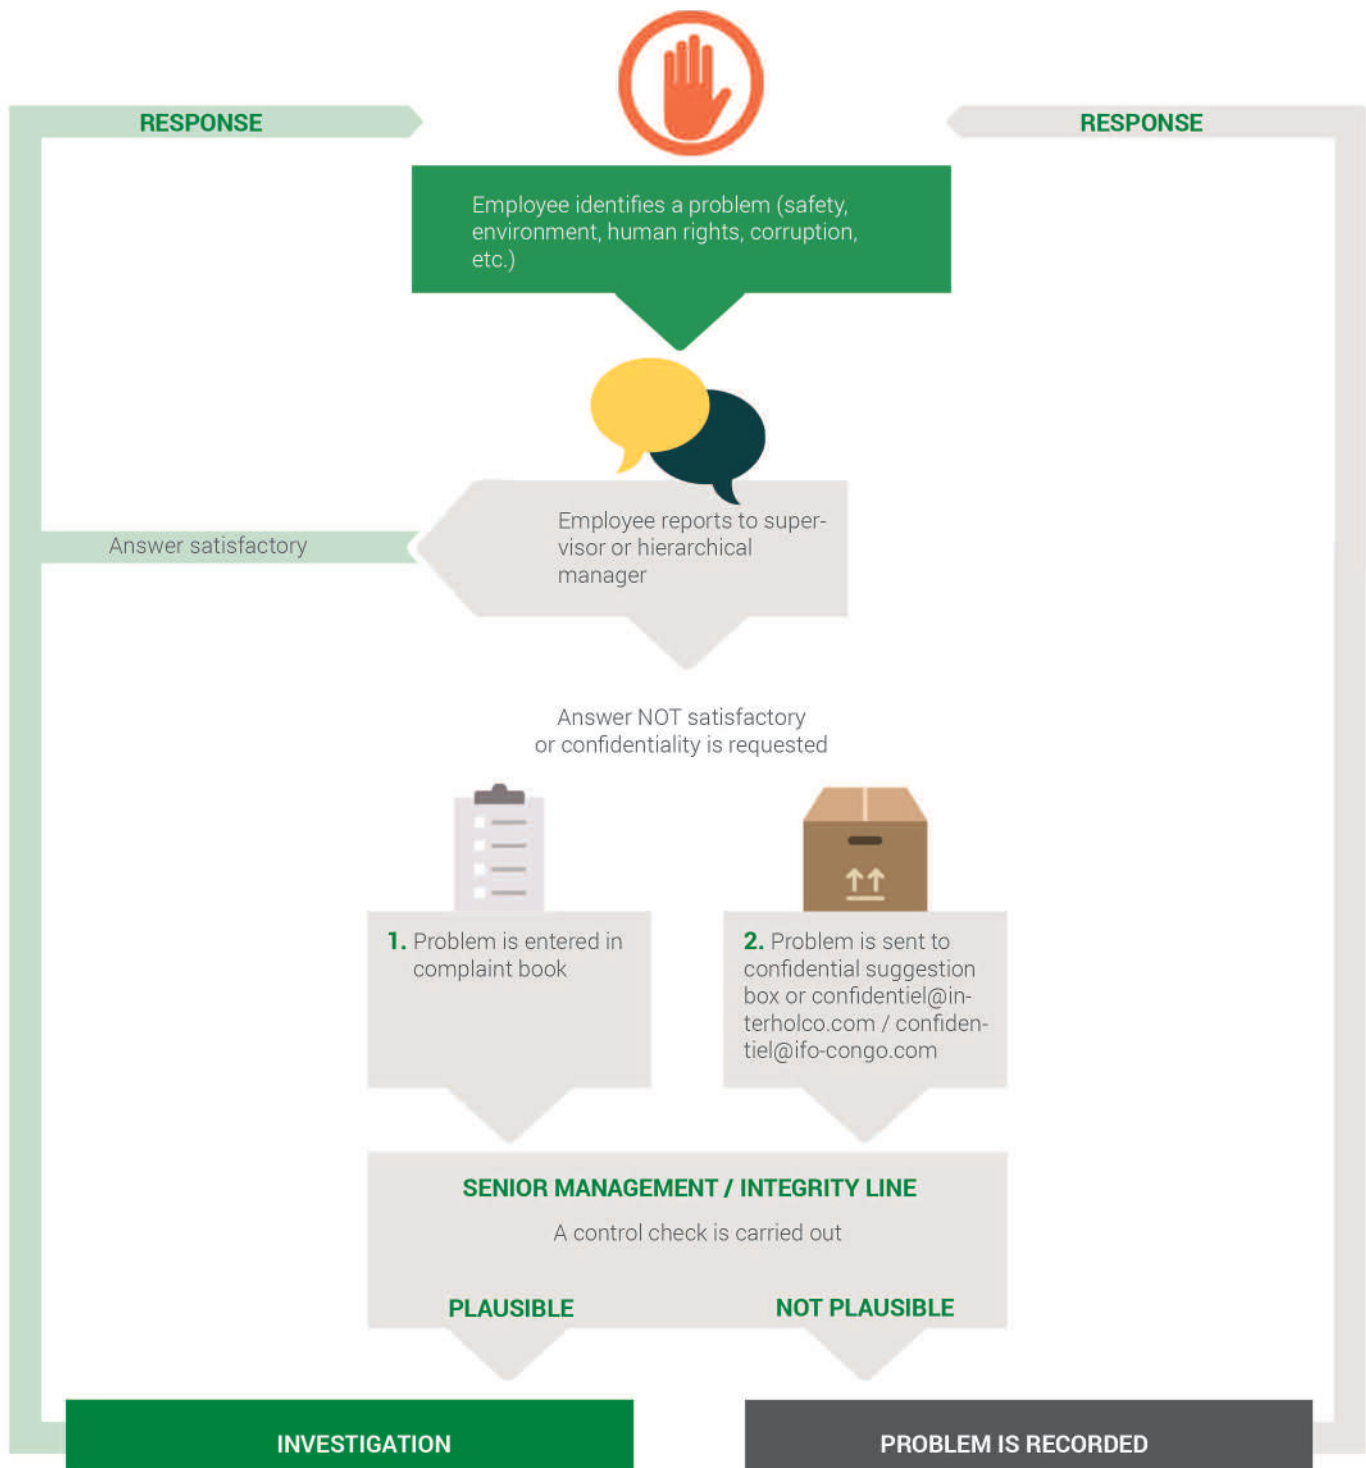 RESPONSE
RESPONSE
Employee identifies a problem (safety,
environment, human rights, corruption,
etc.)
Employee reports to super-
visor or hierarchical
manager
Answer satisfactory
Answer NOT satisfactory
or confidentiality is requested
1. Problem is entered in
complaint book
2. Problem is sent to
confidential suggestion
box or confidentiel@in-
terholco.com / confiden-
tiel@ifo-congo.com
SENIOR MANAGEMENT / INTEGRITY LINE
A control check is carried out
PLAUSIBLE
NOT PLAUSIBLE
INVESTIGATION
PROBLEM IS RECORDED